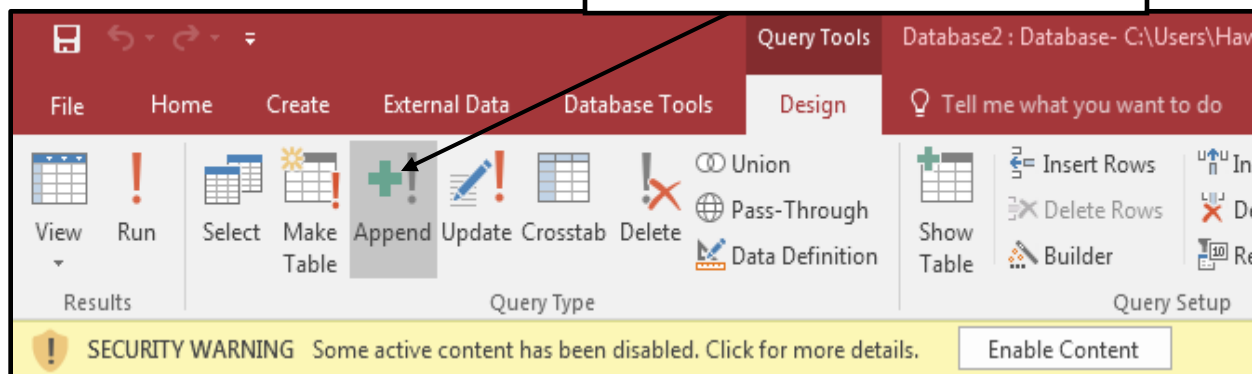 Query Tools Database2 : Database- C:\Users\Hav
File Home Create External Data Database Tools Design Tell me what you want to do
View Run Select Make Table Append Update Crosstab Delete
Union
Pass-Through
Data Definition
Show Table
Insert Rows
Delete Rows
Builder
Results Query Type Query Setup
SECURITY WARNING Some active content has been disabled. Click for more details. Enable Content